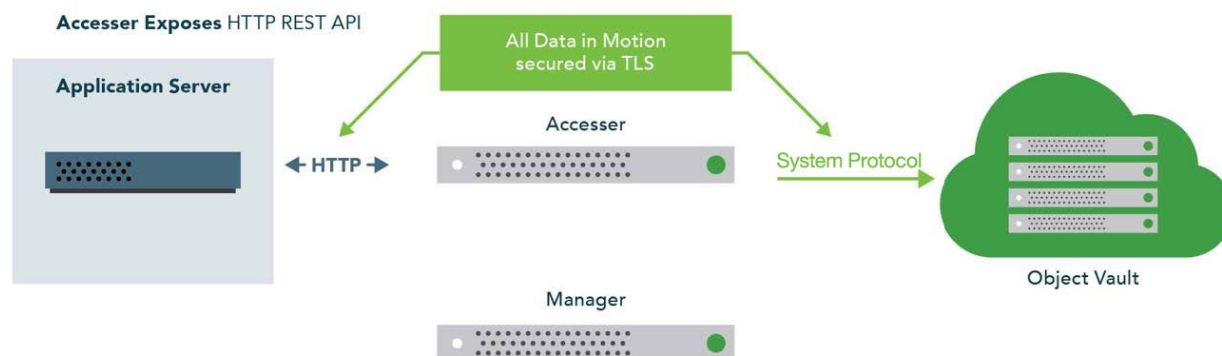 Accesser Exposes HTTP REST API
All Data in Motion
secured via TLS
Application Server
Accesser
HTTP
System Protocol
Object Vault
Manager